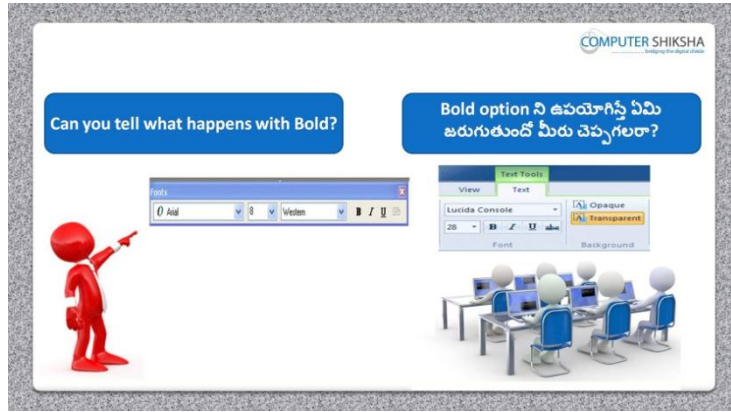 COMPUTER SHIKSHA
bridging the digital divide
Can you tell what happens with Bold?
Bold option ని ఉపయోగిస్తే ఏమి
జరుగుతుందో మీరు చెప్పగలరా?
Fonts
Arial 8 Western B I U
Text Tools
View Text
Lucida Console
28 B I U abc
Font
Opaque
Transparent
Background